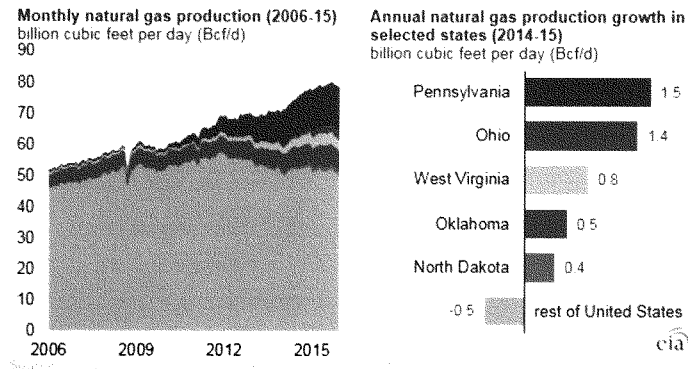 Monthly natural gas production (2006-15)
billion cubic feet per day (Bcf/d)
90
80
70
60
50
40
30
20
10
0
2006 2009 2012 2015
Annual natural gas production growth in
selected states (2014-15)
billion cubic feet per day (Bcf/d)
Pennsylvania 1.5
Ohio 1.4
West Virginia 0.8
Oklahoma 0.5
North Dakota 0.4
-0.5 rest of United States
eia